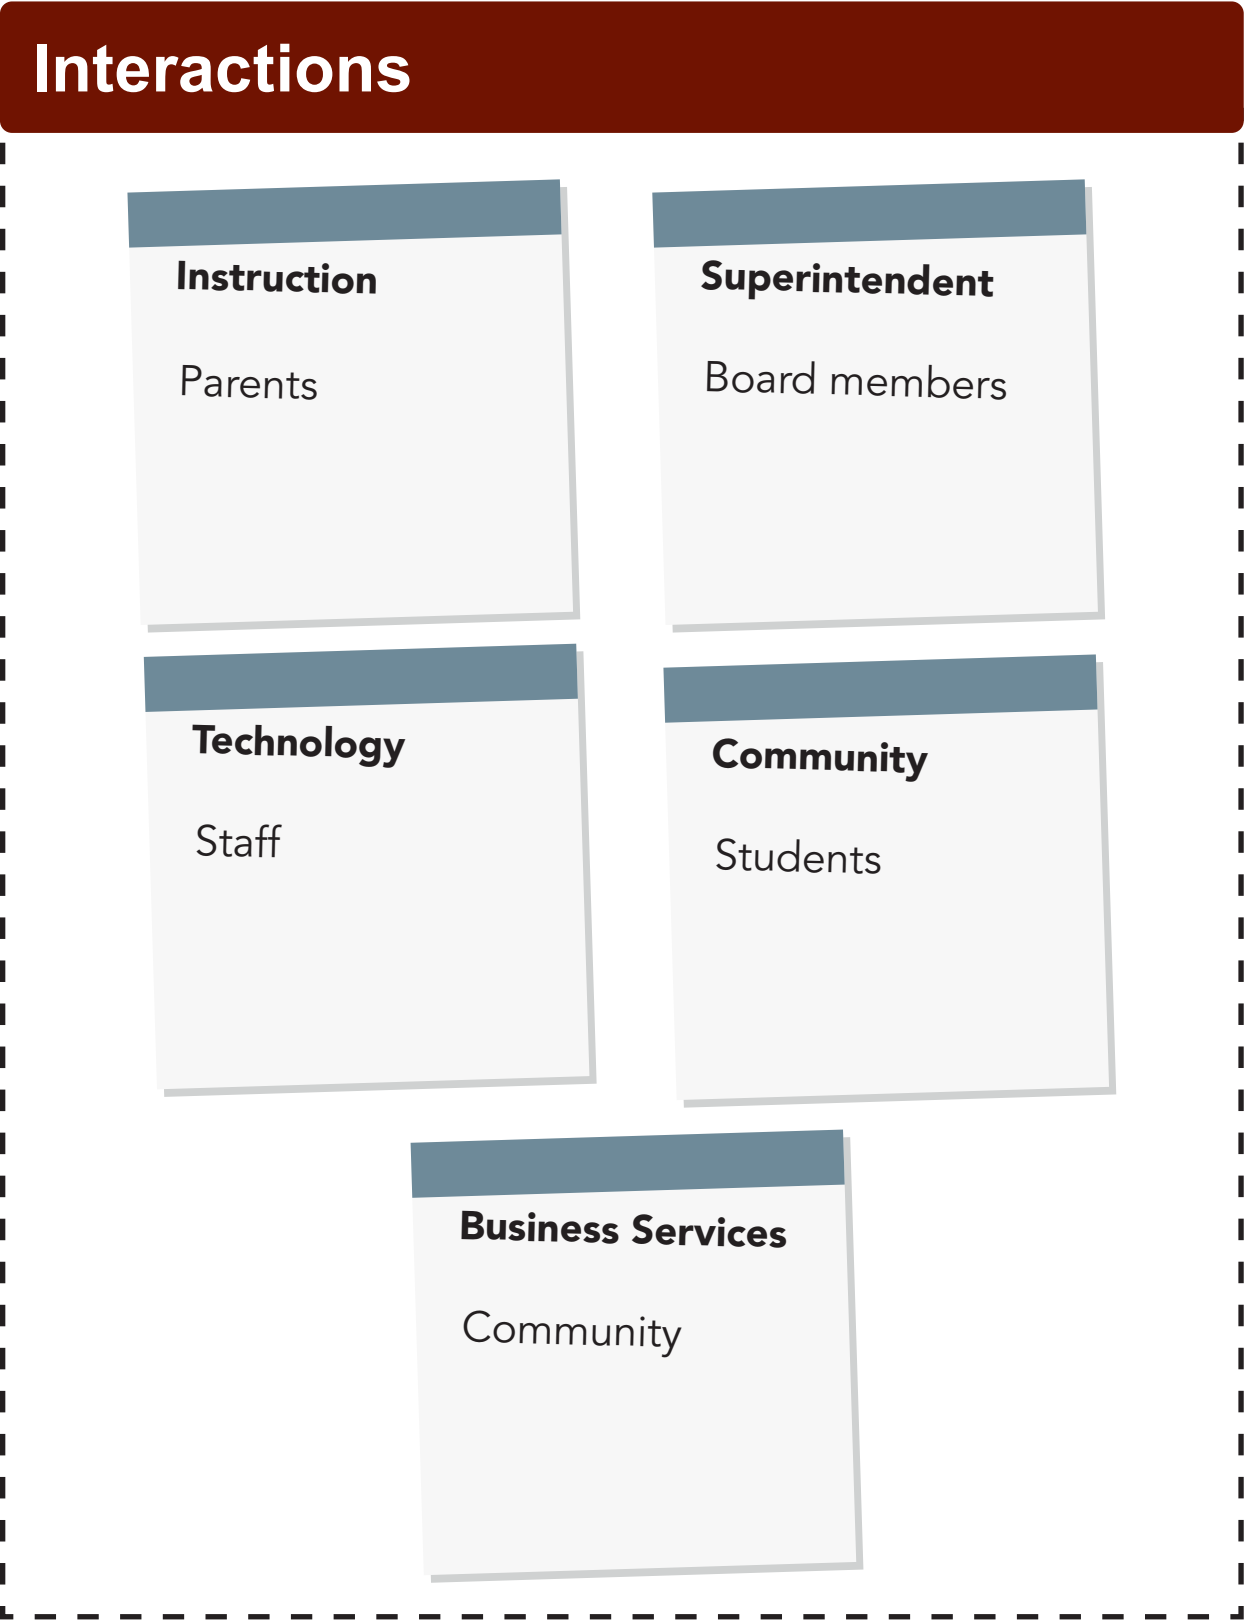 Interactions
Instruction
Parents
Superintendent
Board members
Technology
Staff
Community
Students
Business Services
Community